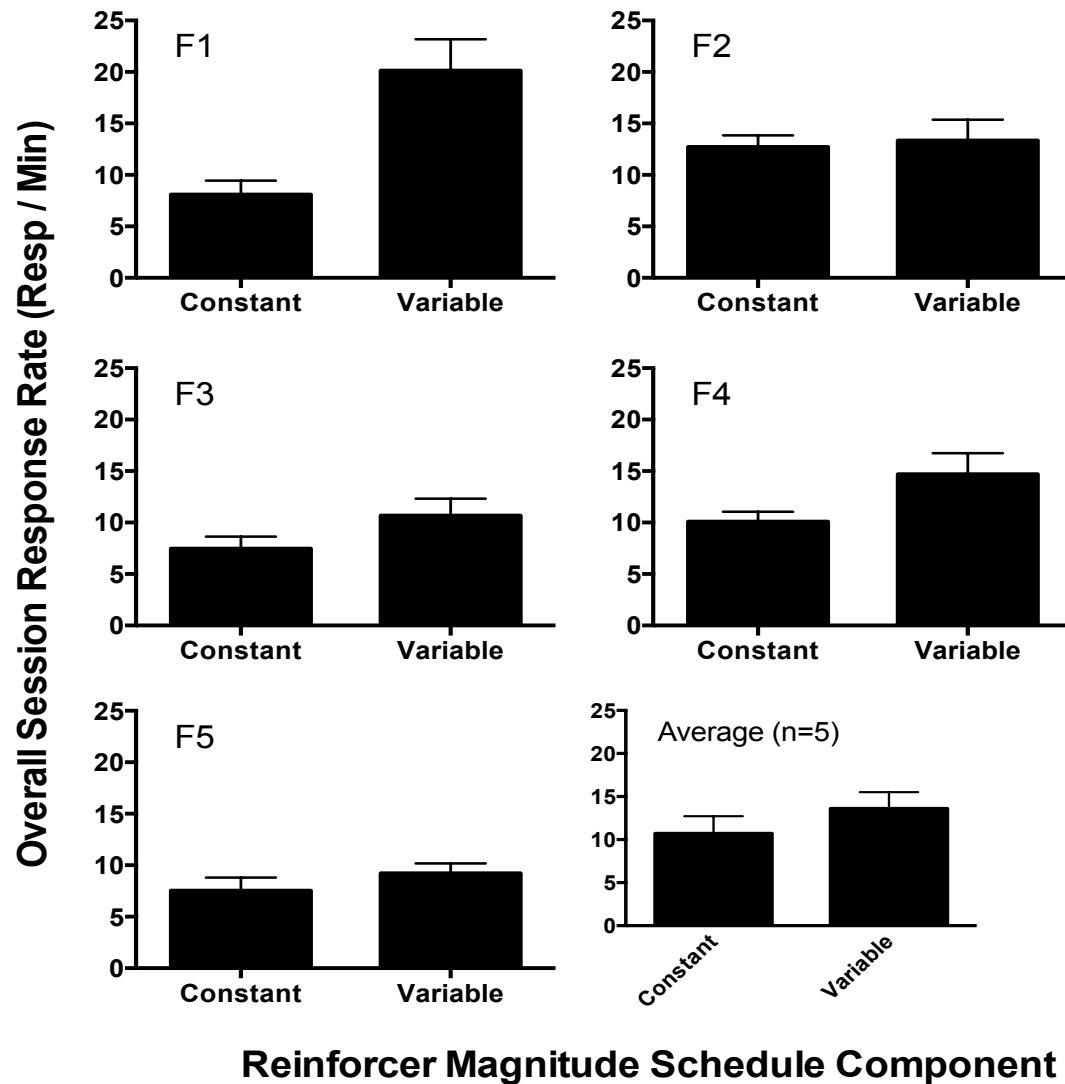 Overall Session Response Rate (Resp / Min)
F1
25
20
15
10
5
0
Constant Variable
F2
25
20
15
10
5
0
Constant Variable
F3
25
20
15
10
5
0
Constant Variable
F4
25
20
15
10
5
0
Constant Variable
F5
25
20
15
10
5
0
Constant Variable
Average (n=5)
25
20
15
10
5
0
Constant Variable
Reinforcer Magnitude Schedule Component